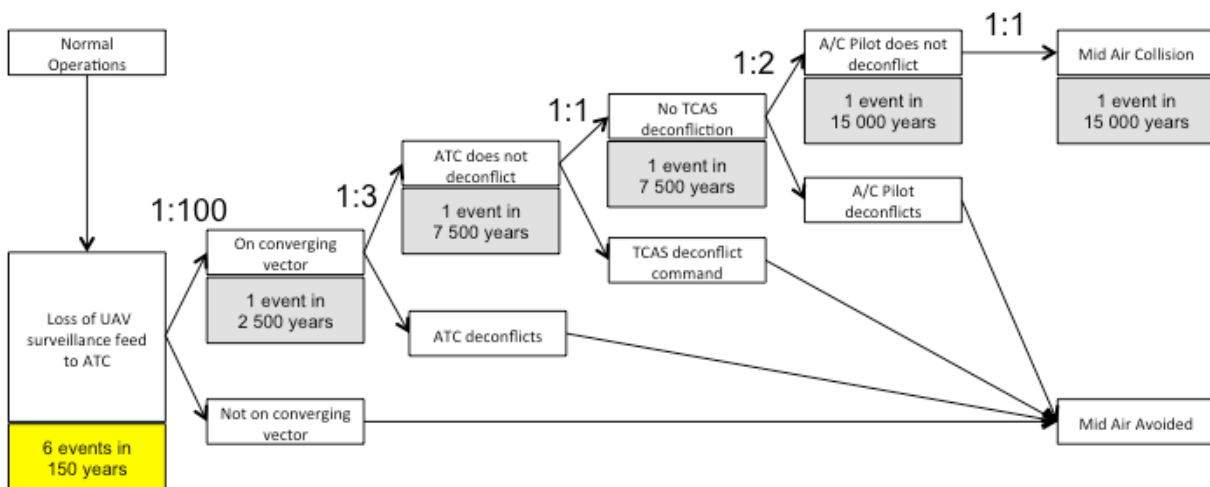 Normal
Operations
Loss of UAV
surveillance feed
to ATC
6 events in
150 years
1:100
On converging
vector
1 event in
2 500 years
Not on converging
vector
1:3
ATC does not
deconflict
1 event in
7 500 years
ATC deconflicts
1:1
No TCAS
deconfliction
1 event in
7 500 years
TCAS deconflict
command
1:2
A/C Pilot does not
deconflict
1 event in
15 000 years
A/C Pilot
deconflicts
1:1
Mid Air Collision
1 event in
15 000 years
Mid Air Avoided